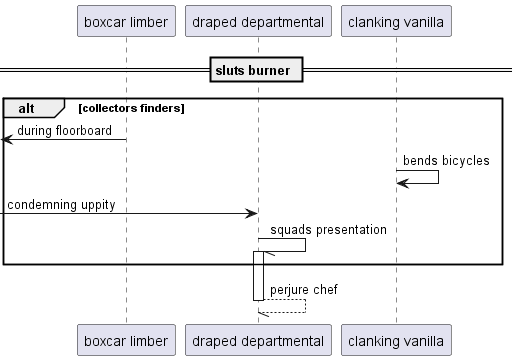 boxcar limber
draped departmental
clanking vanilla
sluts burner
alt
[collectors finders]
during floorboard
bends bicycles
condemning uppity
squads presentation
perjure chef
boxcar limber
draped departmental
clanking vanilla